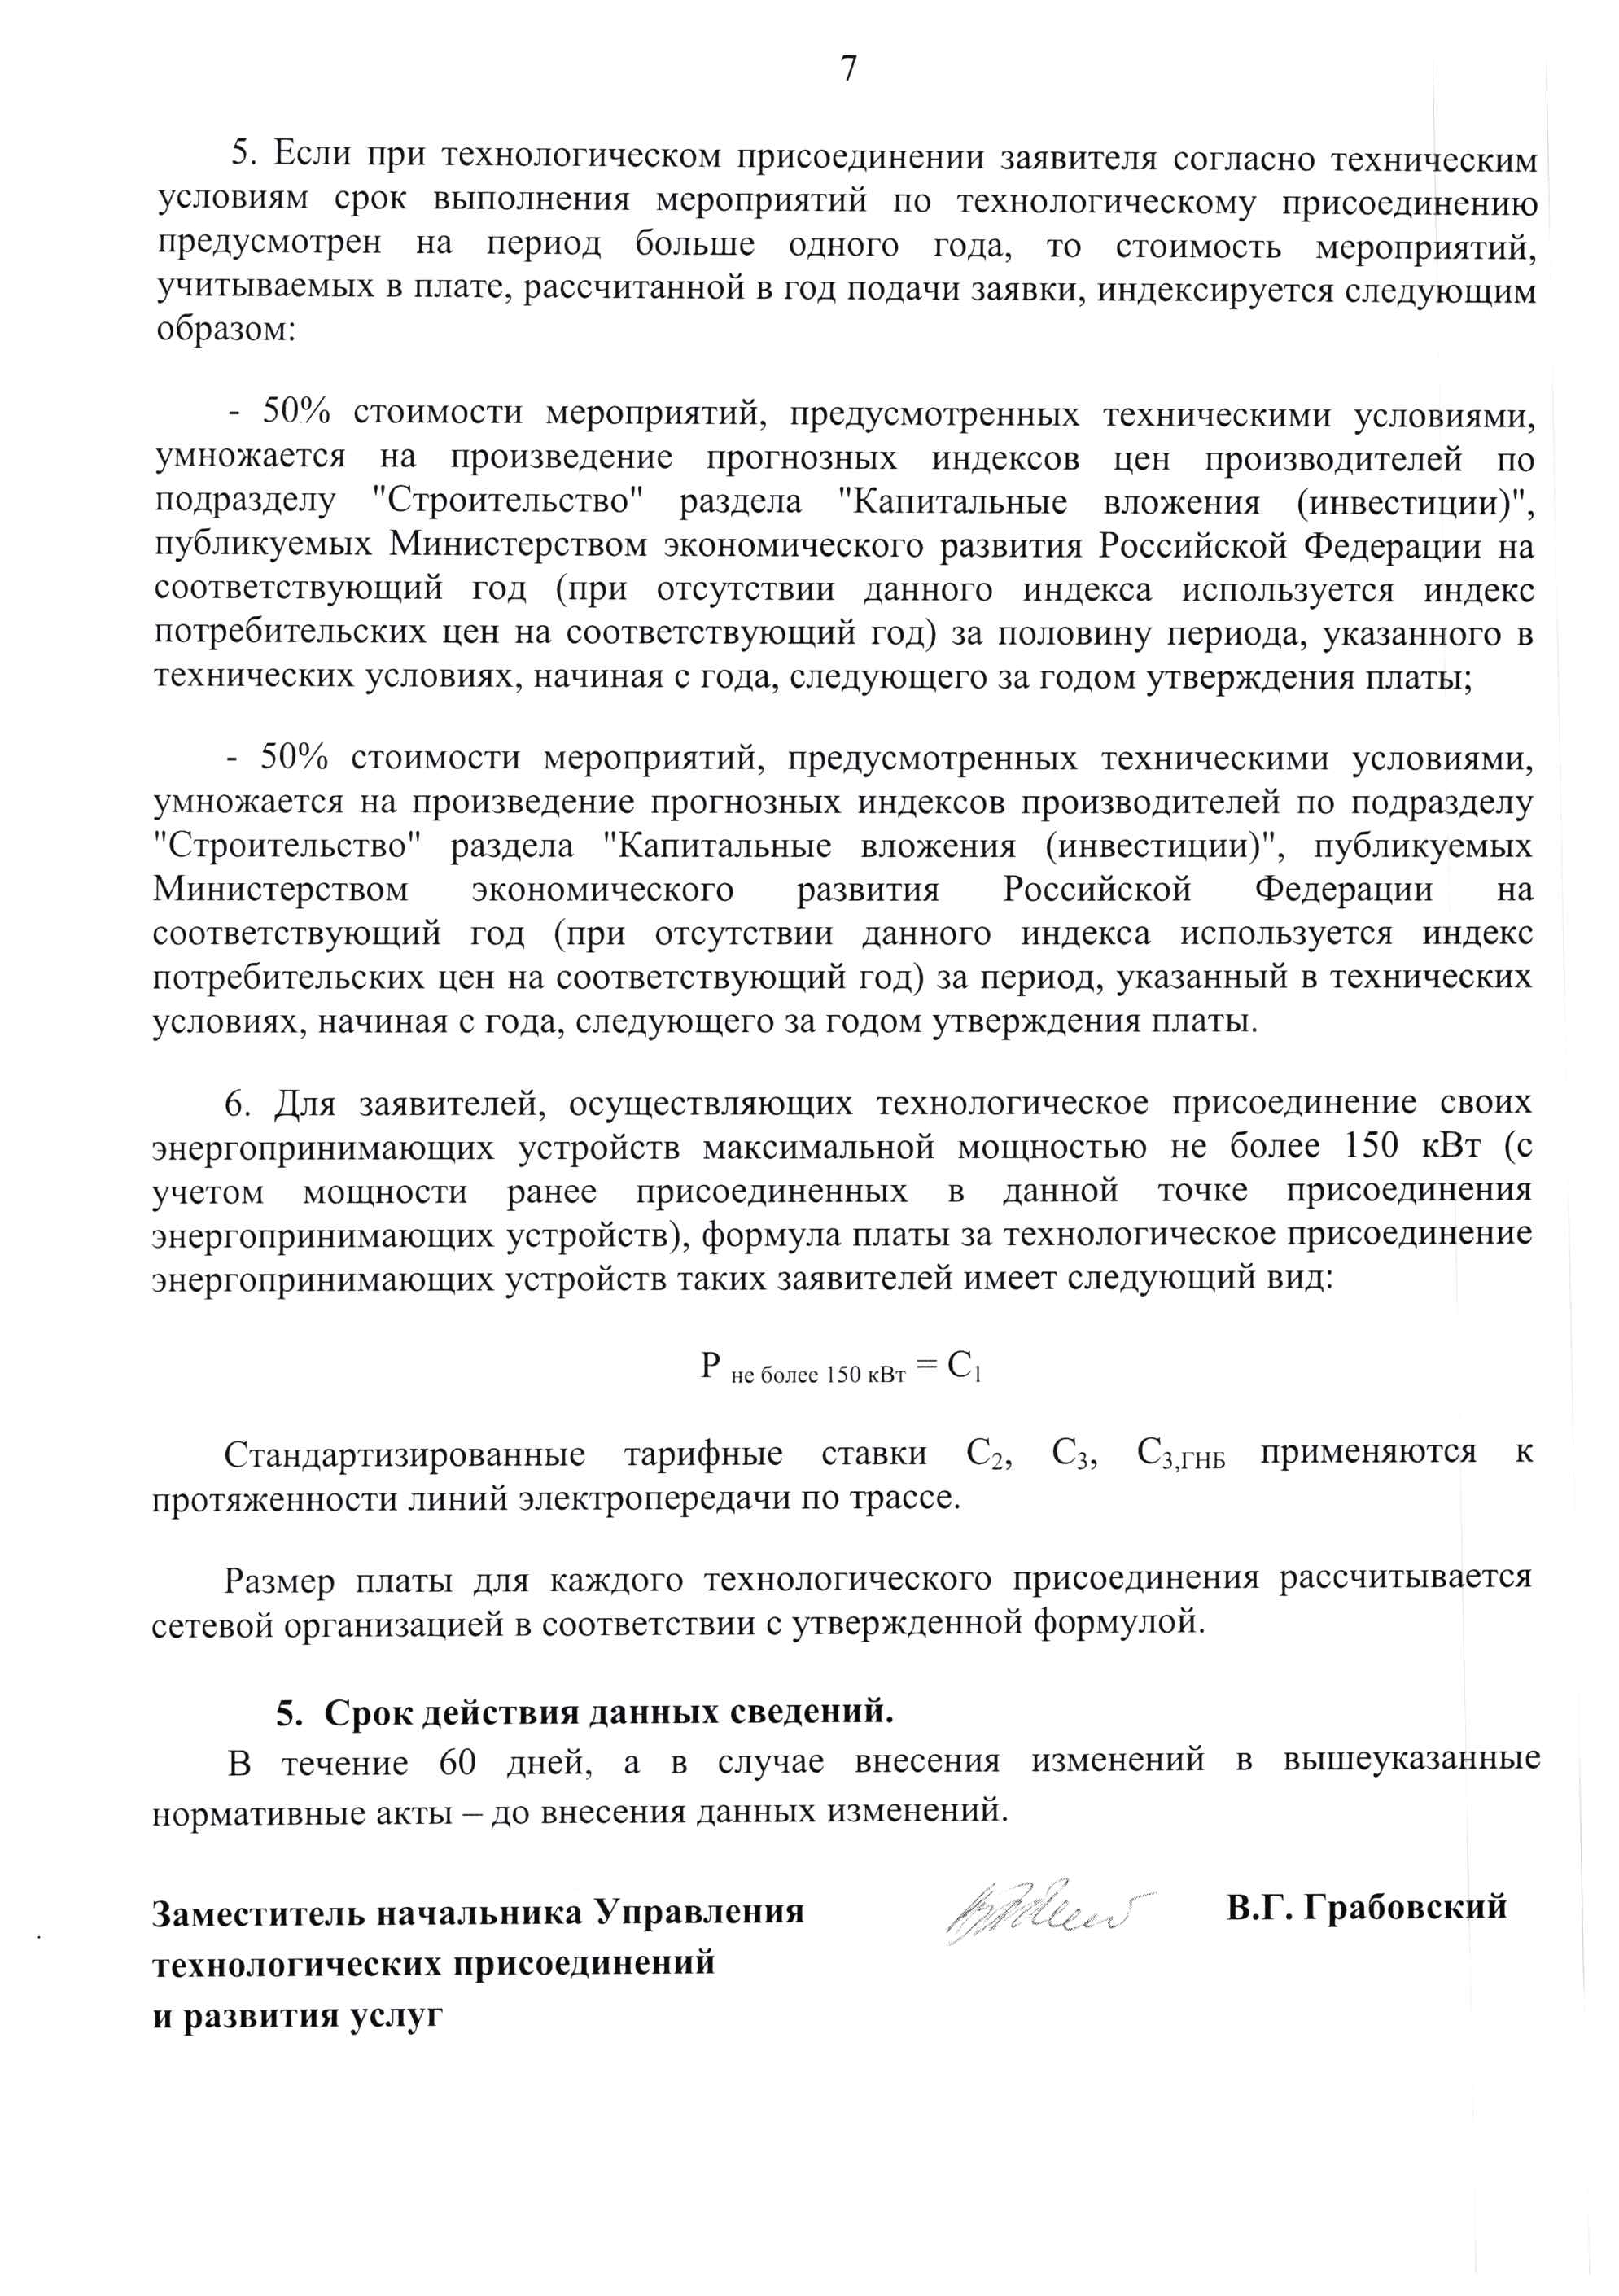 7
5. Если при технологическом присоединении заявителя согласно техническим
условиям срок выполнения мероприятий по технологическому присоединению
предусмотрен на период больше одного года, то стоимость мероприятий,
учитываемых в плате, рассчитанной в год подачи заявки, индексируется следующим
образом:
- 50% стоимости мероприятий, предусмотренных техническими условиями,
умножается на произведение прогнозных индексов цен производителей по
подразделу "Строительство" раздела "Капитальные вложения (инвестиции)",
публикуемых Министерством экономического развития Российской Федерации на
соответствующий год (при отсутствии данного индекса используется индекс
потребительских цен на соответствующий год) за половину периода, указанного в
технических условиях, начиная с года, следующего за годом утверждения платы;
- 50% стоимости мероприятий, предусмотренных техническими условиями,
умножается на произведение прогнозных индексов производителей по подразделу
"Строительство" раздела "Капитальные вложения (инвестиции)", публикуемых
Министерством экономического развития Российской Федерации на
соответствующий год (при отсутствии данного индекса используется индекс
потребительских цен на соответствующий год) за период, указанный в технических
условиях, начиная с года, следующего за годом утверждения платы.
6. Для заявителей, осуществляющих технологическое присоединение своих
энергопринимающих устройств максимальной мощностью не более 150 кВт (с
учетом мощности ранее присоединенных в данной точке присоединения
энергопринимающих устройств), формула платы за технологическое присоединение
энергопринимающих устройств таких заявителей имеет следующий вид:
Р не более 150 кВт = С1
Стандартизированные тарифные ставки С2, С3, С3,ГНБ применяются к
протяженности линий электропередачи по трассе.
Размер платы для каждого технологического присоединения рассчитывается
сетевой организацией в соответствии с утвержденной формулой.
5. Срок действия данных сведений.
В течение 60 дней, а в случае внесения изменений в вышеуказанные
нормативные акты – до внесения данных изменений.
Заместитель начальника Управления В.Г. Грабовский
технологических присоединений
и развития услуг